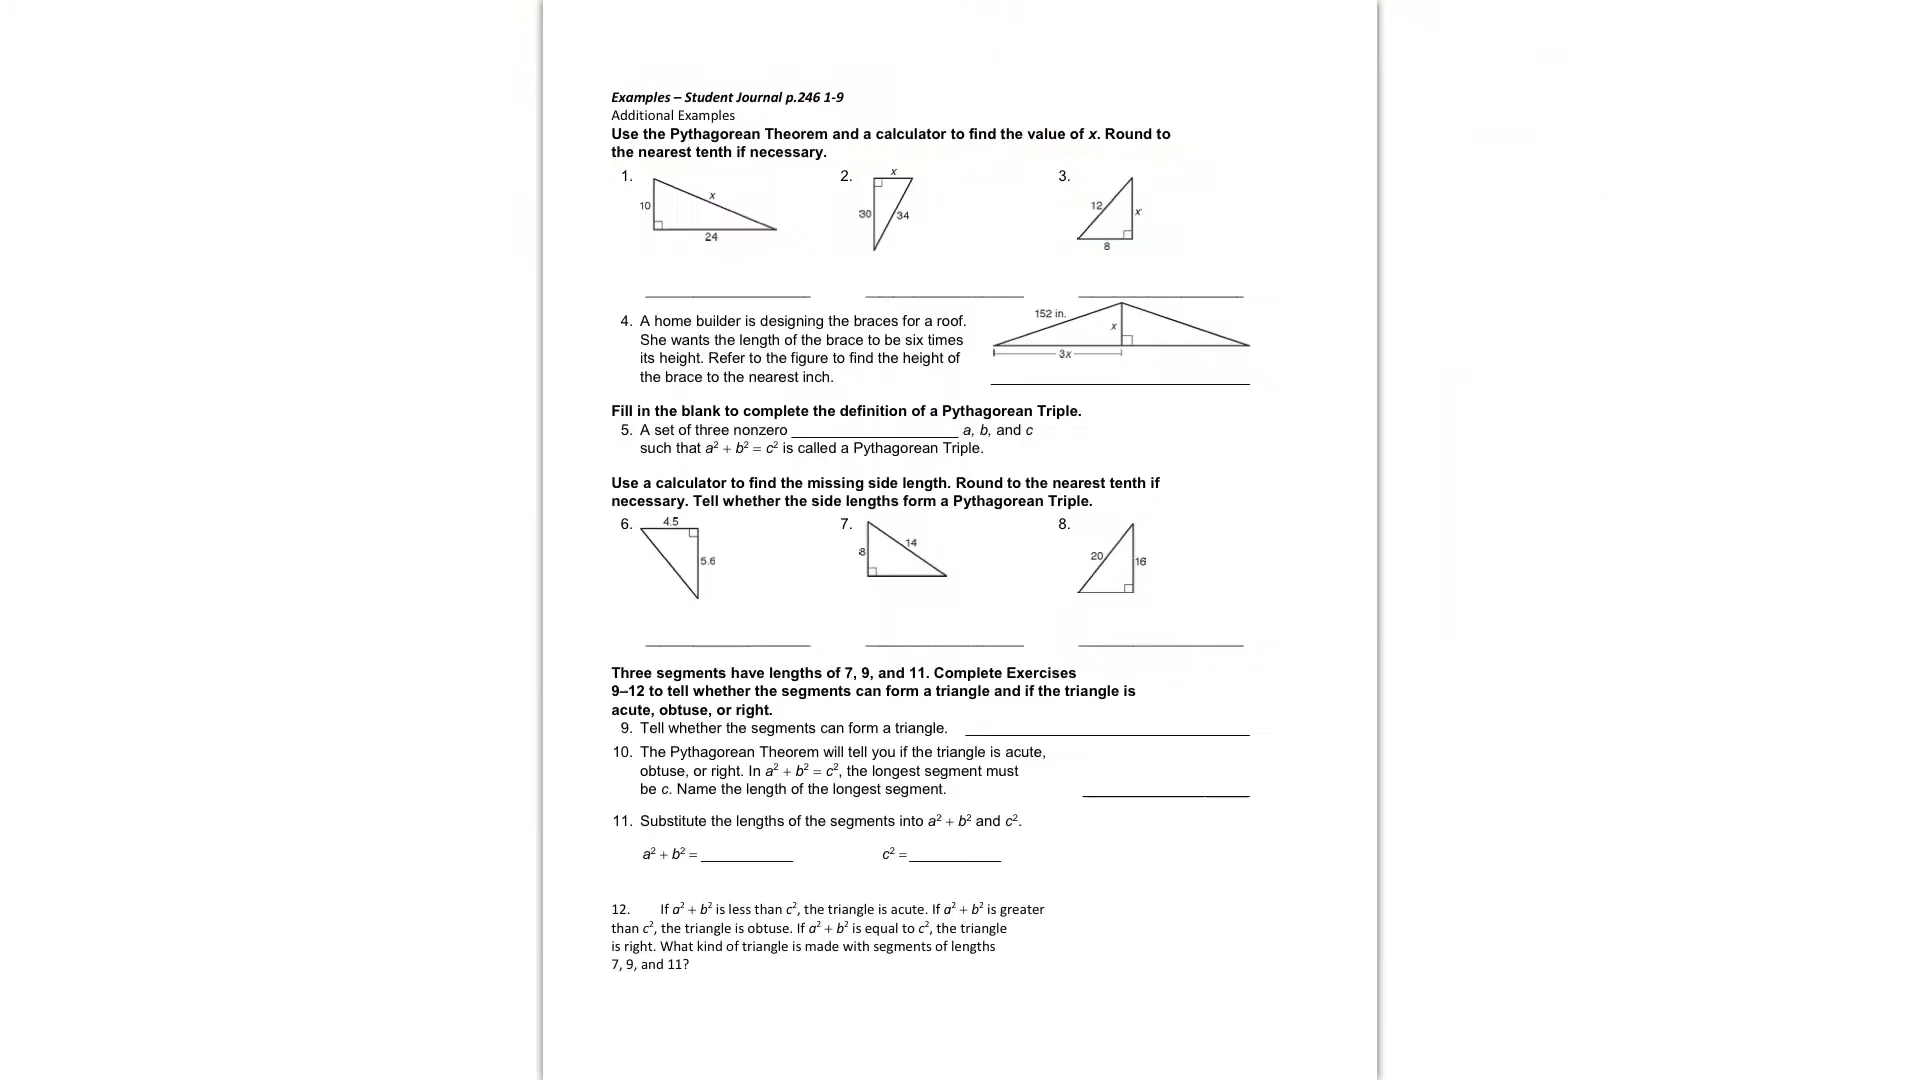 Examples – Student Journal p.246 1-9
Additional Examples
Use the Pythagorean Theorem and a calculator to find the value of x. Round to
the nearest tenth if necessary.
1.
10
x
24
2.
x
30
34
3.
12
x
8
4. A home builder is designing the braces for a roof.
She wants the length of the brace to be six times
its height. Refer to the figure to find the height of
the brace to the nearest inch.
152 in.
x
3x
Fill in the blank to complete the definition of a Pythagorean Triple.
5. A set of three nonzero ____________________ a, b, and c
such that a² + b² = c² is called a Pythagorean Triple.
Use a calculator to find the missing side length. Round to the nearest tenth if
necessary. Tell whether the side lengths form a Pythagorean Triple.
6.
4.5
5.6
7.
8
14
8.
20
16
Three segments have lengths of 7, 9, and 11. Complete Exercises
9–12 to tell whether the segments can form a triangle and if the triangle is
acute, obtuse, or right.
9. Tell whether the segments can form a triangle.
10. The Pythagorean Theorem will tell you if the triangle is acute,
obtuse, or right. In a² + b² = c², the longest segment must
be c. Name the length of the longest segment.
11. Substitute the lengths of the segments into a² + b² and c².
a² + b² = ___________ c² = ___________
12. If a² + b² is less than c², the triangle is acute. If a² + b² is greater
than c², the triangle is obtuse. If a² + b² is equal to c², the triangle
is right. What kind of triangle is made with segments of lengths
7, 9, and 11?